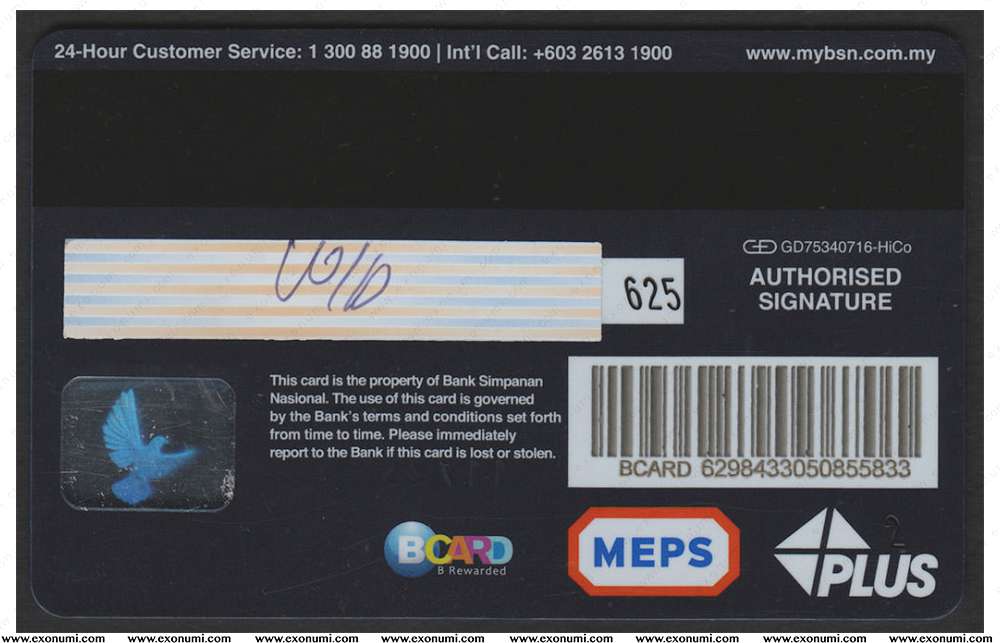 24-Hour Customer Service: 1 300 88 1900 | Int'l Call: +603 2613 1900 www.mybsn.com.my
GD75340716-HiCo
AUTHORISED
SIGNATURE
VOID
625
This card is the property of Bank Simpanan
Nasional. The use of this card is governed
by the Bank's terms and conditions set forth
from time to time. Please immediately
report to the Bank if this card is lost or stolen.
BCARD 6298433050855833
BCARD
B Rewarded
MEPS
2
PLUS
www.exonumi.com www.exonumi.com www.exonumi.com www.exonumi.com www.exonumi.com www.exonumi.com www.exonumi.com www.exonumi.com